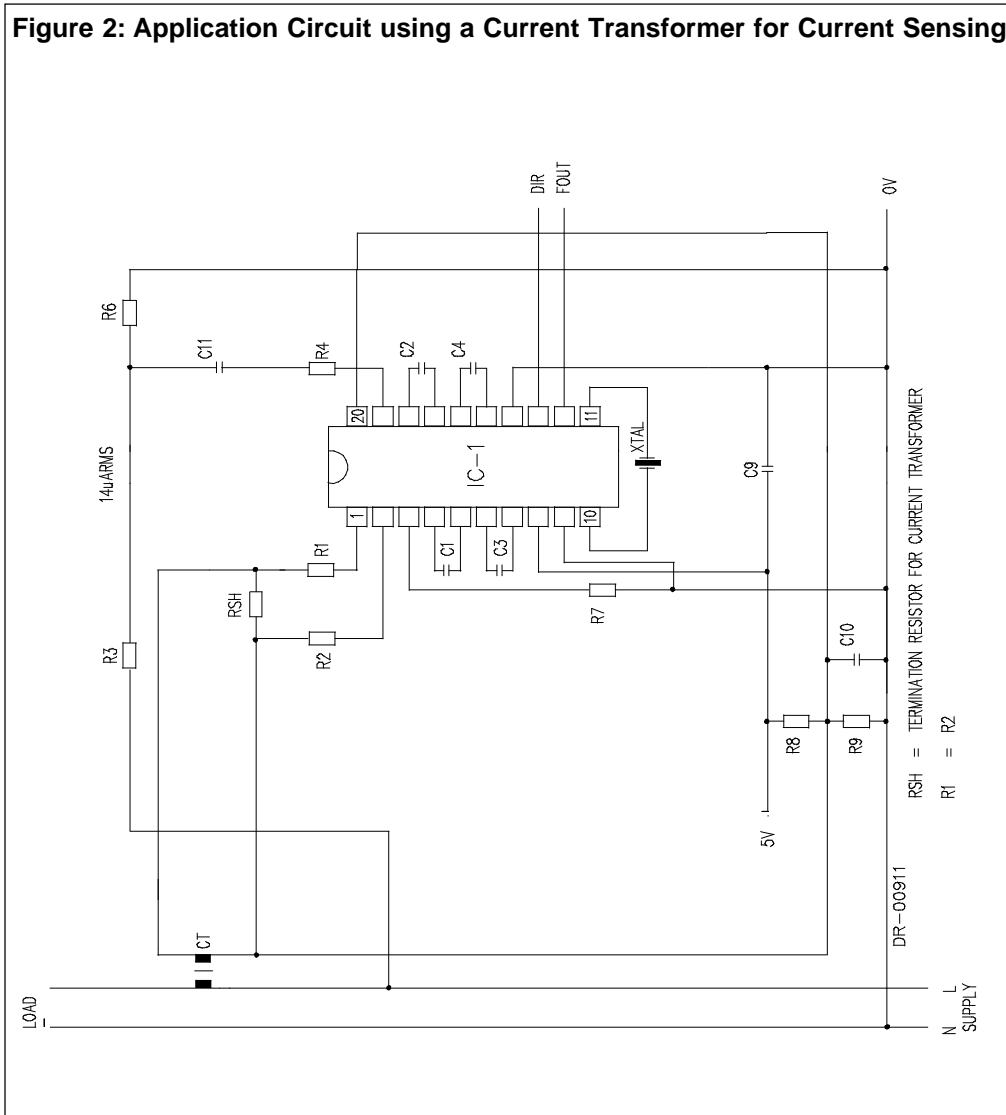 Figure 2: Application Circuit using a Current Transformer for Current Sensing
LOAD
CT
R3
14uARMS
R6
C11
R4
C2
C4
DIR
FOUT
0V
RSH
R1
R2
1
20
IC-1
10
11
XTAL
C1
C3
R7
C9
C10
5V
R8
R9
RSH = TERMINATION RESISTOR FOR CURRENT TRANSFORMER
R1 = R2
DR-00911
N L
SUPPLY